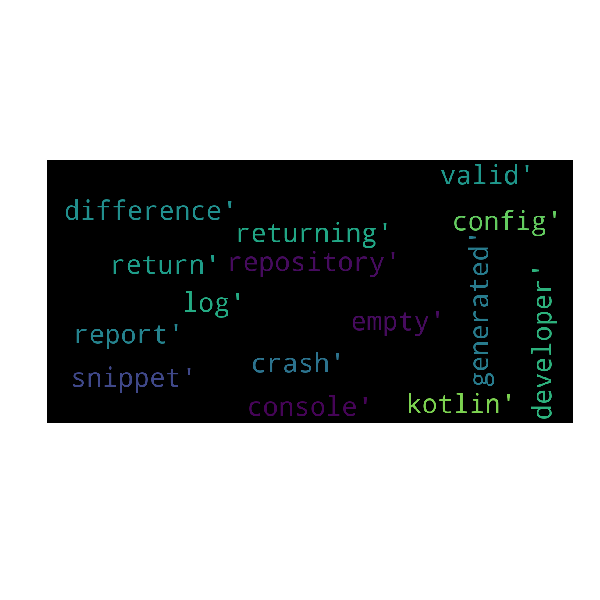 valid'
difference'
config'
returning'
return'
repository'
log'
generated'
developer'
empty'
report'
crash'
snippet'
console'
kotlin'